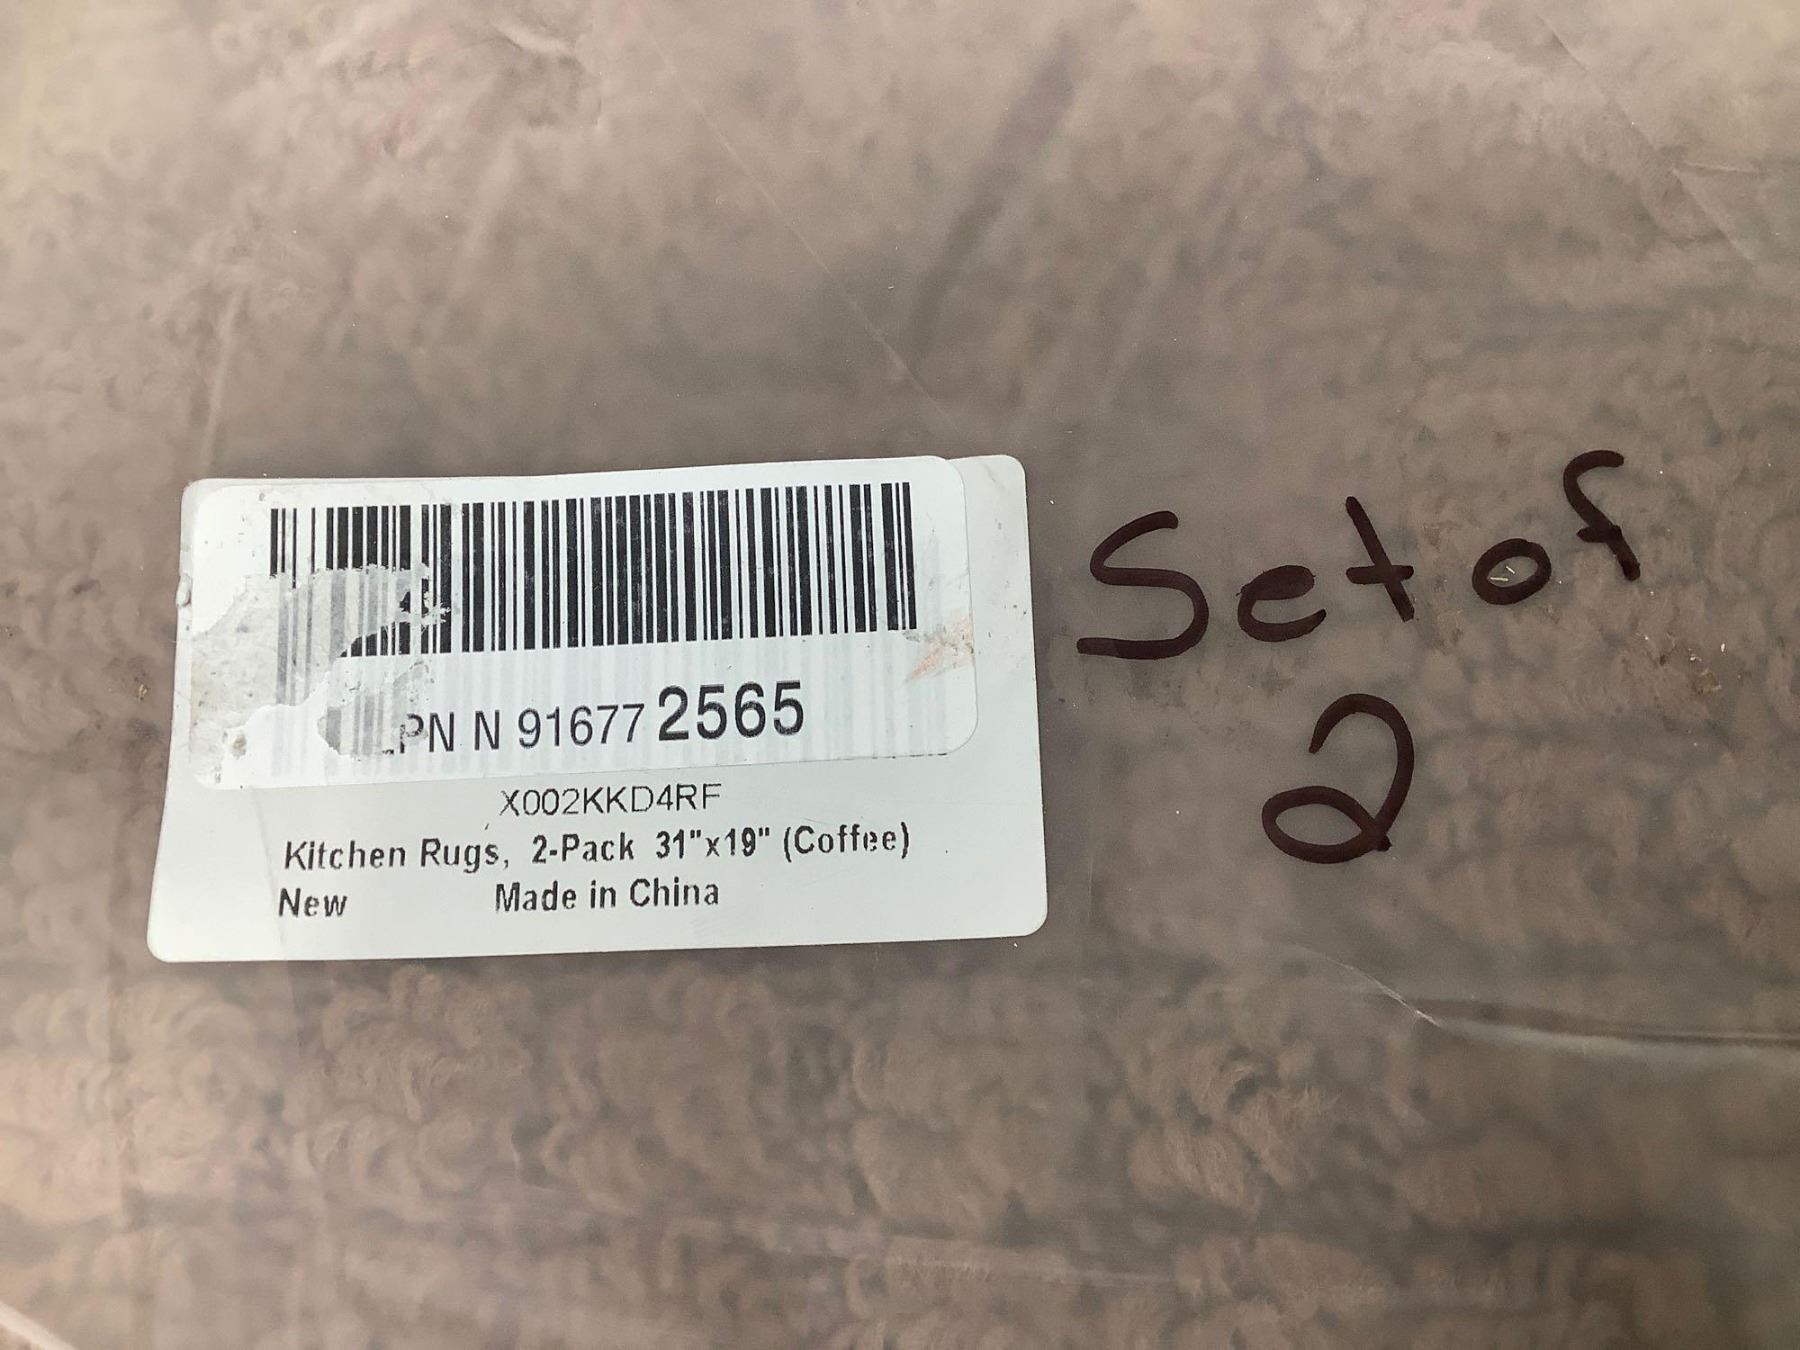 LPN N 91677 2565
X002KKD4RF
Kitchen Rugs, 2-Pack 31"x19" (Coffee)
New Made in China
Set of
2